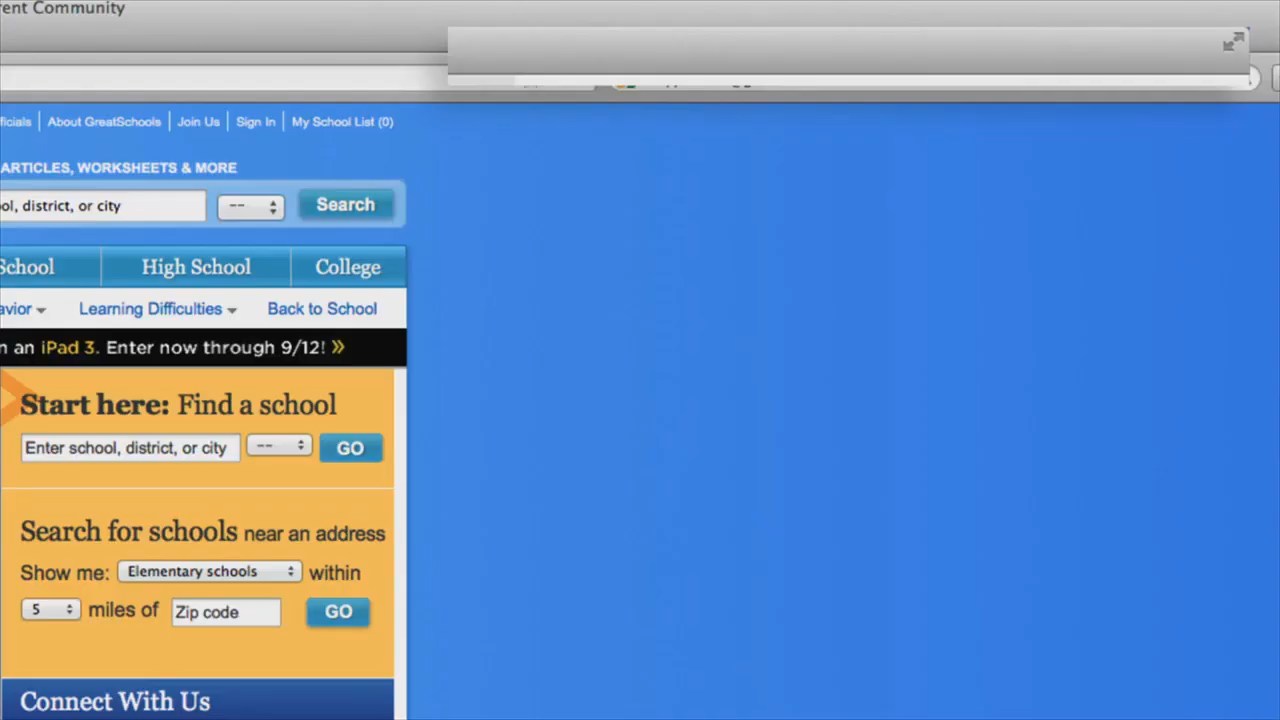 rent Community
ficials About GreatSchools Join Us Sign In My School List (0)
ARTICLES, WORKSHEETS & MORE
ol, district, or city -- Search
School High School College
avior Learning Difficulties Back to School
n an iPad 3. Enter now through 9/12! »
Start here: Find a school
Enter school, district, or city -- GO
Search for schools near an address
Show me: Elementary schools within
5 miles of Zip code GO
Connect With Us